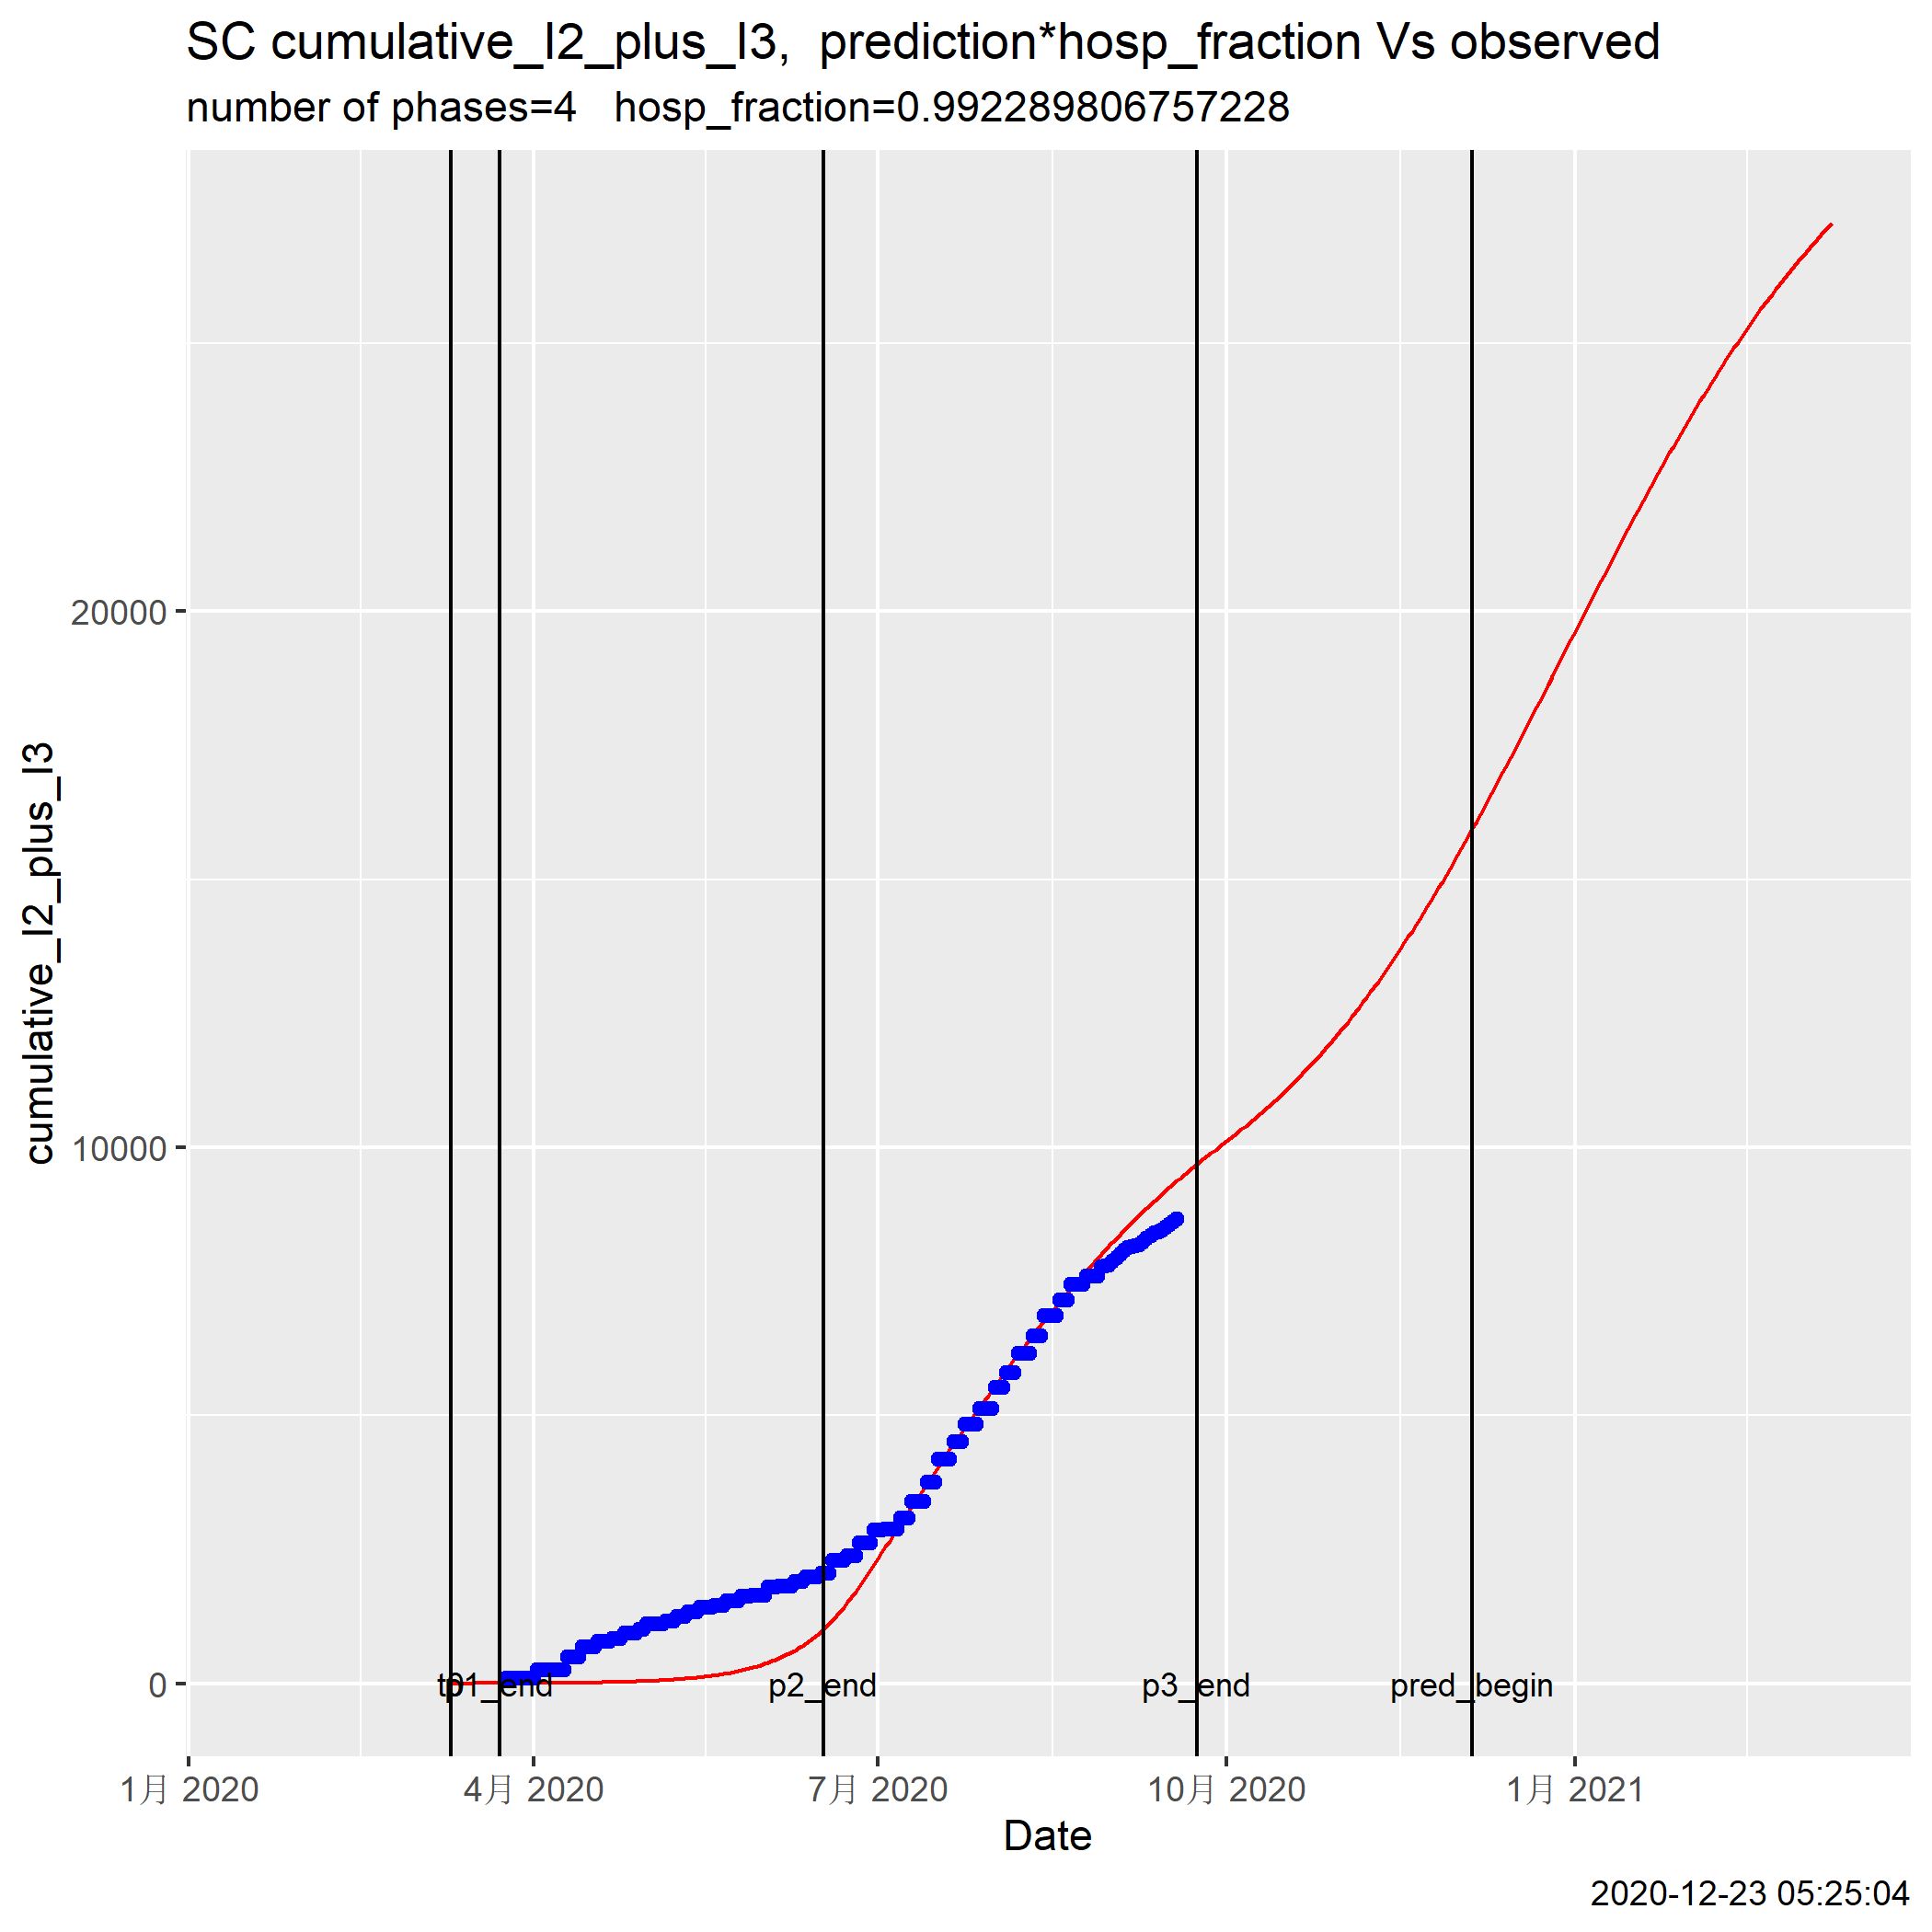 SC cumulative_I2_plus_I3,  prediction*hosp_fraction Vs observed
number of phases=4   hosp_fraction=0.992289806757228
cumulative_I2_plus_I3
20000
10000
0
t0
p1_end
p2_end
p3_end
pred_begin
1月 2020
4月 2020
7月 2020
10月 2020
1月 2021
Date
2020-12-23 05:25:04